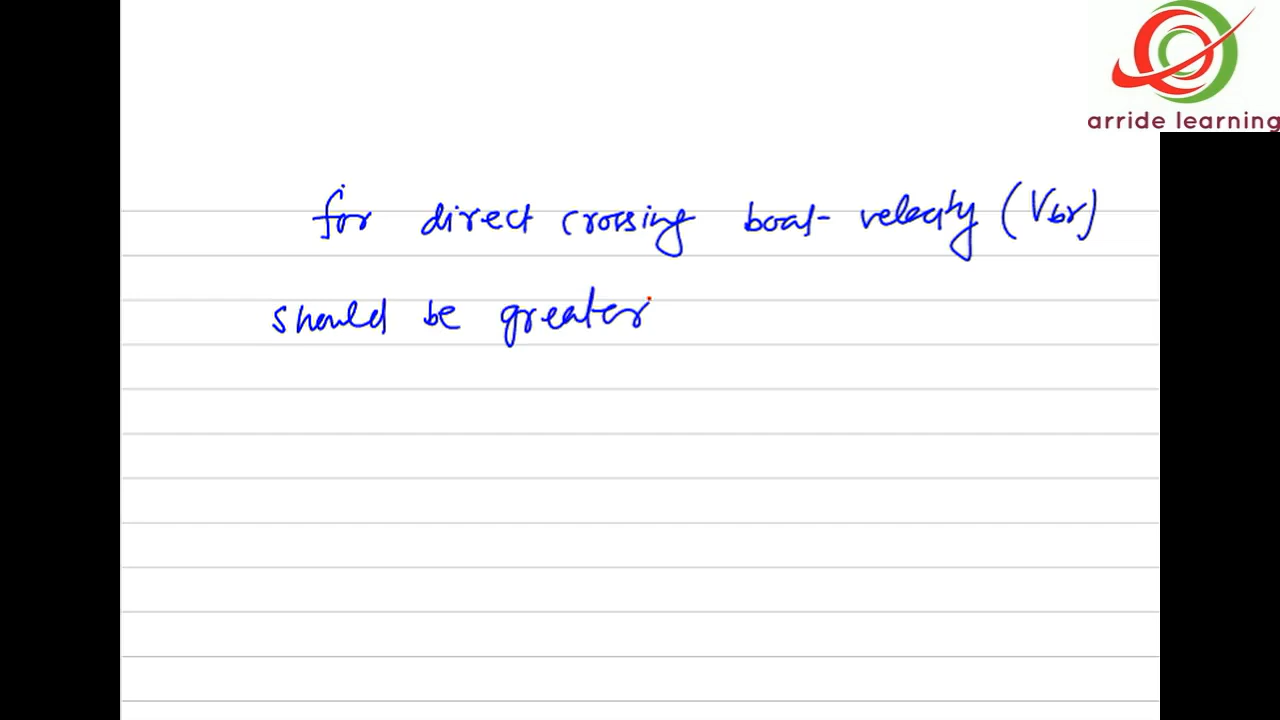 arride learning
for direct crossing boat velocity (Vbr)
should be greater